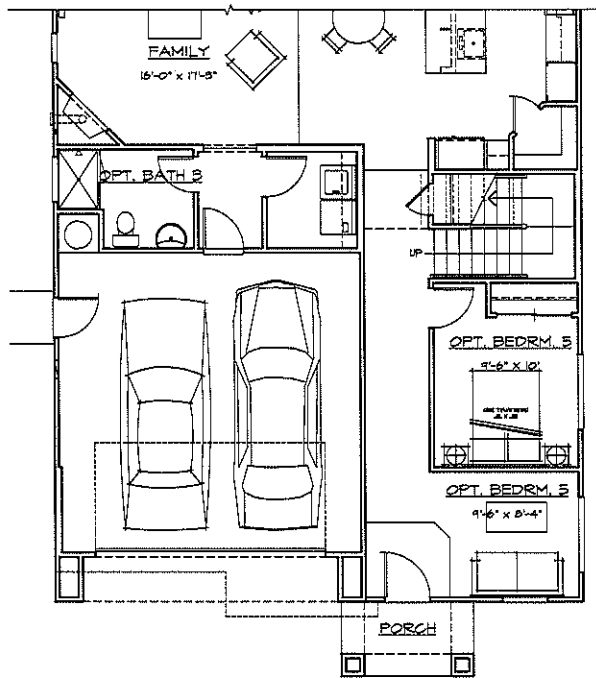 FAMILY
16'-0" x 17'-8"
OPT. BATH 3
UP
OPT. BEDRM. 5
9'-6" X 10'
OPT. BEDRM. 5
9'-6" x 8'-4"
PORCH